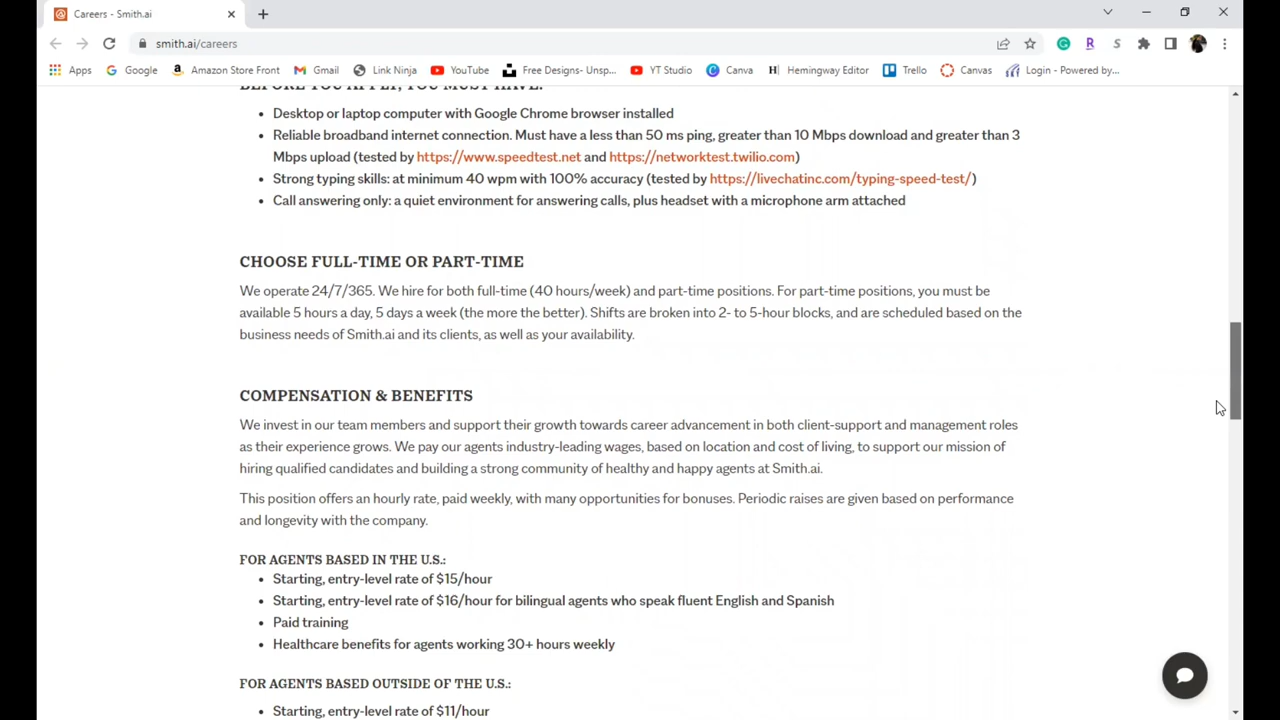 Careers - Smith.ai
smith.ai/careers
Apps Google Amazon Store Front Gmail Link Ninja YouTube Free Designs- Unsp... YT Studio Canva Hemingway Editor Trello Canvas Login - Powered by...
BEFORE YOU APPLY, YOU MUST HAVE:
• Desktop or laptop computer with Google Chrome browser installed
• Reliable broadband internet connection. Must have a less than 50 ms ping, greater than 10 Mbps download and greater than 3
Mbps upload (tested by https://www.speedtest.net and https://networktest.twilio.com)
• Strong typing skills: at minimum 40 wpm with 100% accuracy (tested by https://livechatinc.com/typing-speed-test/)
• Call answering only: a quiet environment for answering calls, plus headset with a microphone arm attached
CHOOSE FULL-TIME OR PART-TIME
We operate 24/7/365. We hire for both full-time (40 hours/week) and part-time positions. For part-time positions, you must be
available 5 hours a day, 5 days a week (the more the better). Shifts are broken into 2- to 5-hour blocks, and are scheduled based on the
business needs of Smith.ai and its clients, as well as your availability.
COMPENSATION & BENEFITS
We invest in our team members and support their growth towards career advancement in both client-support and management roles
as their experience grows. We pay our agents industry-leading wages, based on location and cost of living, to support our mission of
hiring qualified candidates and building a strong community of healthy and happy agents at Smith.ai.
This position offers an hourly rate, paid weekly, with many opportunities for bonuses. Periodic raises are given based on performance
and longevity with the company.
FOR AGENTS BASED IN THE U.S.:
• Starting, entry-level rate of $15/hour
• Starting, entry-level rate of $16/hour for bilingual agents who speak fluent English and Spanish
• Paid training
• Healthcare benefits for agents working 30+ hours weekly
FOR AGENTS BASED OUTSIDE OF THE U.S.:
• Starting, entry-level rate of $11/hour